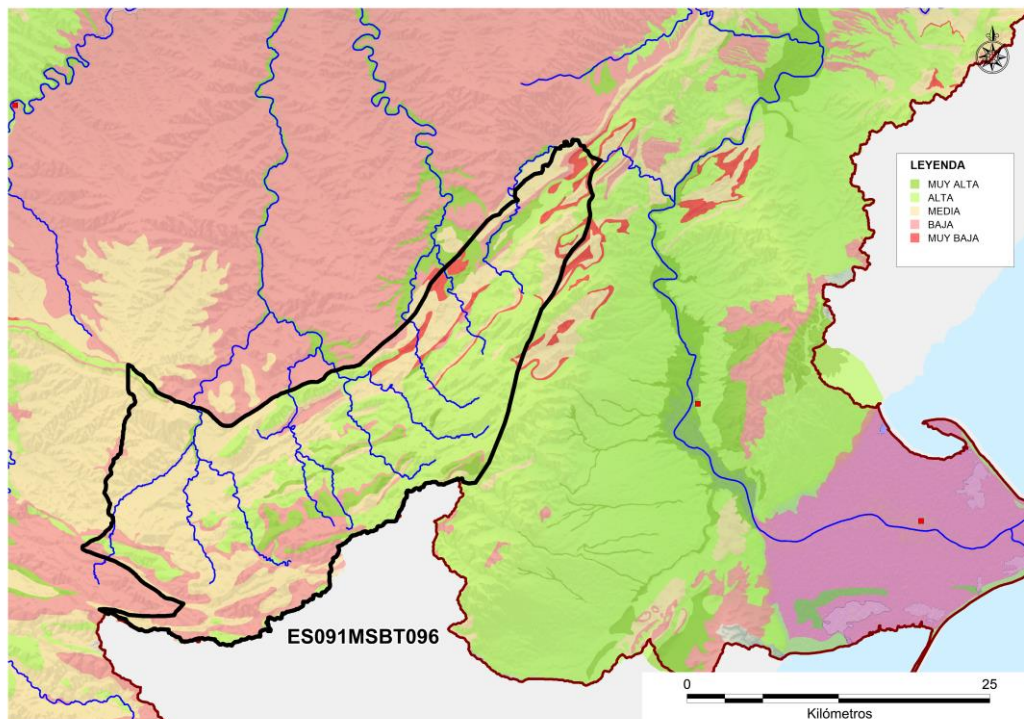 LEYENDA
MUY ALTA
ALTA
MEDIA
BAJA
MUY BAJA
ES091MSBT096
0 25
Kilómetros